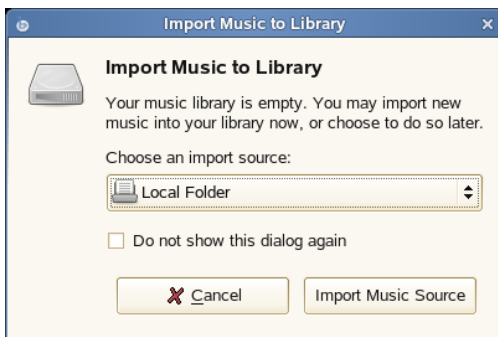 Import Music to Library
Import Music to Library
Your music library is empty. You may import new
music into your library now, or choose to do so later.
Choose an import source:
Local Folder
Do not show this dialog again
Cancel
Import Music Source